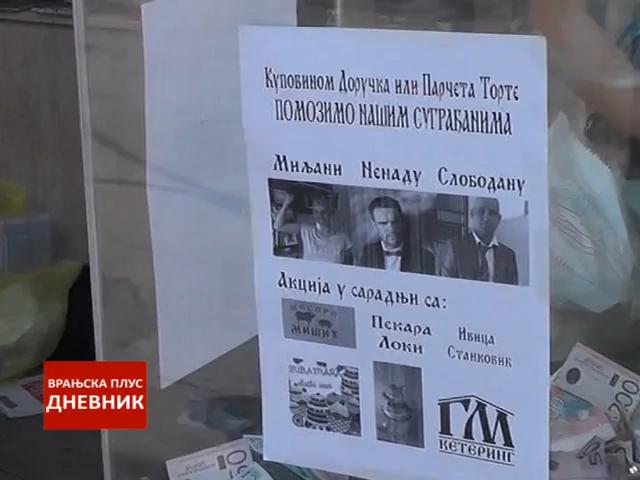 Куповином Доручка или Парчета Торте
ПОМОЗИМО НАШИМ СУГРАЂАНИМА
Миљани Ненаду Слободану
Акција у сарадњи са:
МИШИЋ
Пекара
Локи
Ивица
Станковић
ГМ
КЕТЕРИНГ
ВРАЊСКА ПЛУС
ДНЕВНИК